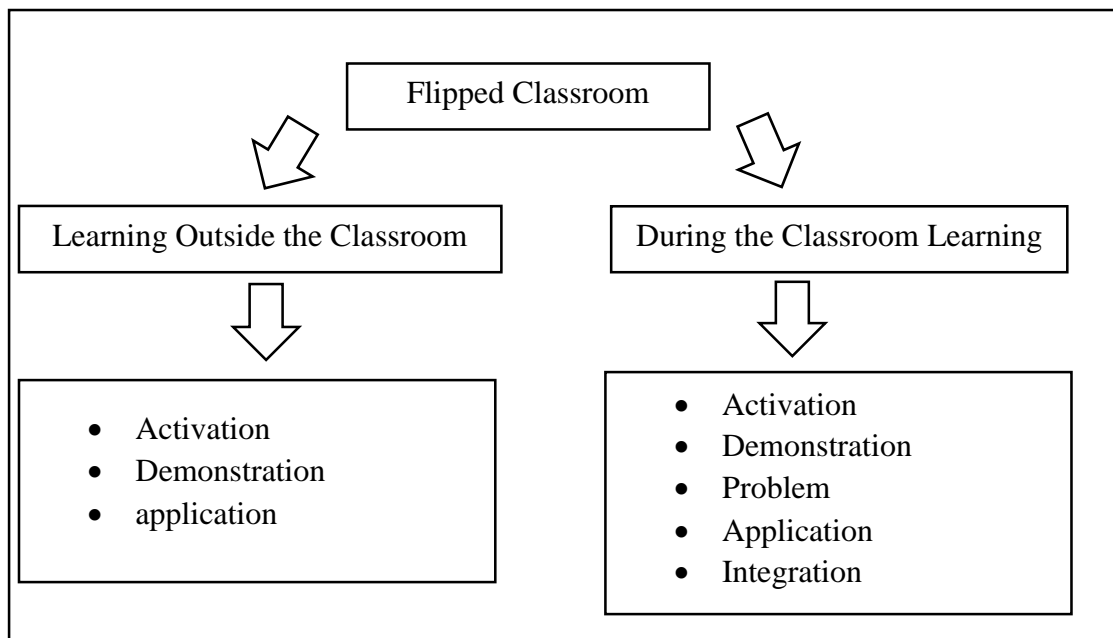 Flipped Classroom
Learning Outside the Classroom
During the Classroom Learning
• Activation
• Demonstration
• application
• Activation
• Demonstration
• Problem
• Application
• Integration